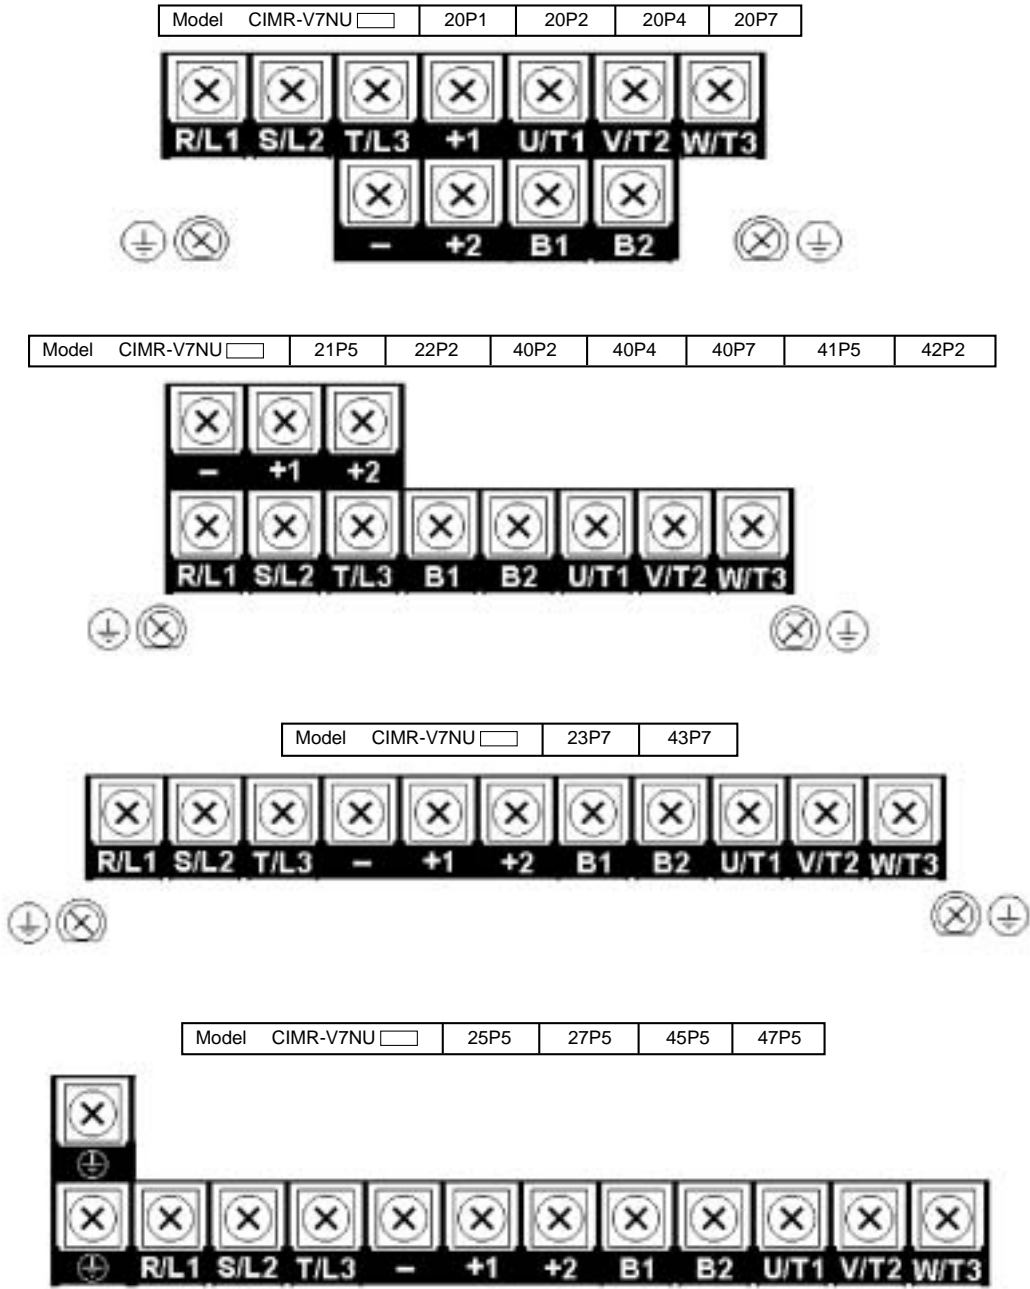 Model CIMR-V7NU 20P1 20P2 20P4 20P7
R/L1 S/L2 T/L3 +1 U/T1 V/T2 W/T3
– +2 B1 B2
Model CIMR-V7NU 21P5 22P2 40P2 40P4 40P7 41P5 42P2
– +1 +2
R/L1 S/L2 T/L3 B1 B2 U/T1 V/T2 W/T3
Model CIMR-V7NU 23P7 43P7
R/L1 S/L2 T/L3 – +1 +2 B1 B2 U/T1 V/T2 W/T3
Model CIMR-V7NU 25P5 27P5 45P5 47P5
R/L1 S/L2 T/L3 – +1 +2 B1 B2 U/T1 V/T2 W/T3